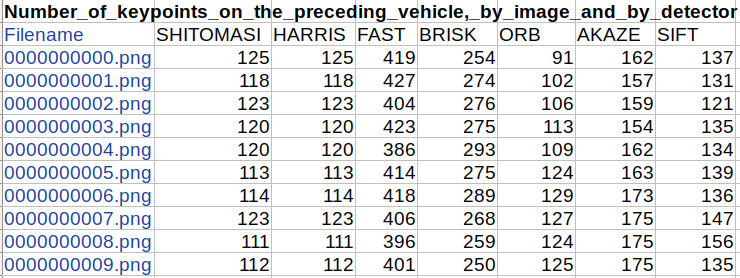 Number_of_keypoints_on_the_preceding_vehicle,_by_image_and_by_detector
Filename SHITOMASI HARRIS FAST BRISK ORB AKAZE SIFT
0000000000.png 125 125 419 254 91 162 137
0000000001.png 118 118 427 274 102 157 131
0000000002.png 123 123 404 276 106 159 121
0000000003.png 120 120 423 275 113 154 135
0000000004.png 120 120 386 293 109 162 134
0000000005.png 113 113 414 275 124 163 139
0000000006.png 114 114 418 289 129 173 136
0000000007.png 123 123 406 268 127 175 147
0000000008.png 111 111 396 259 124 175 156
0000000009.png 112 112 401 250 125 175 135